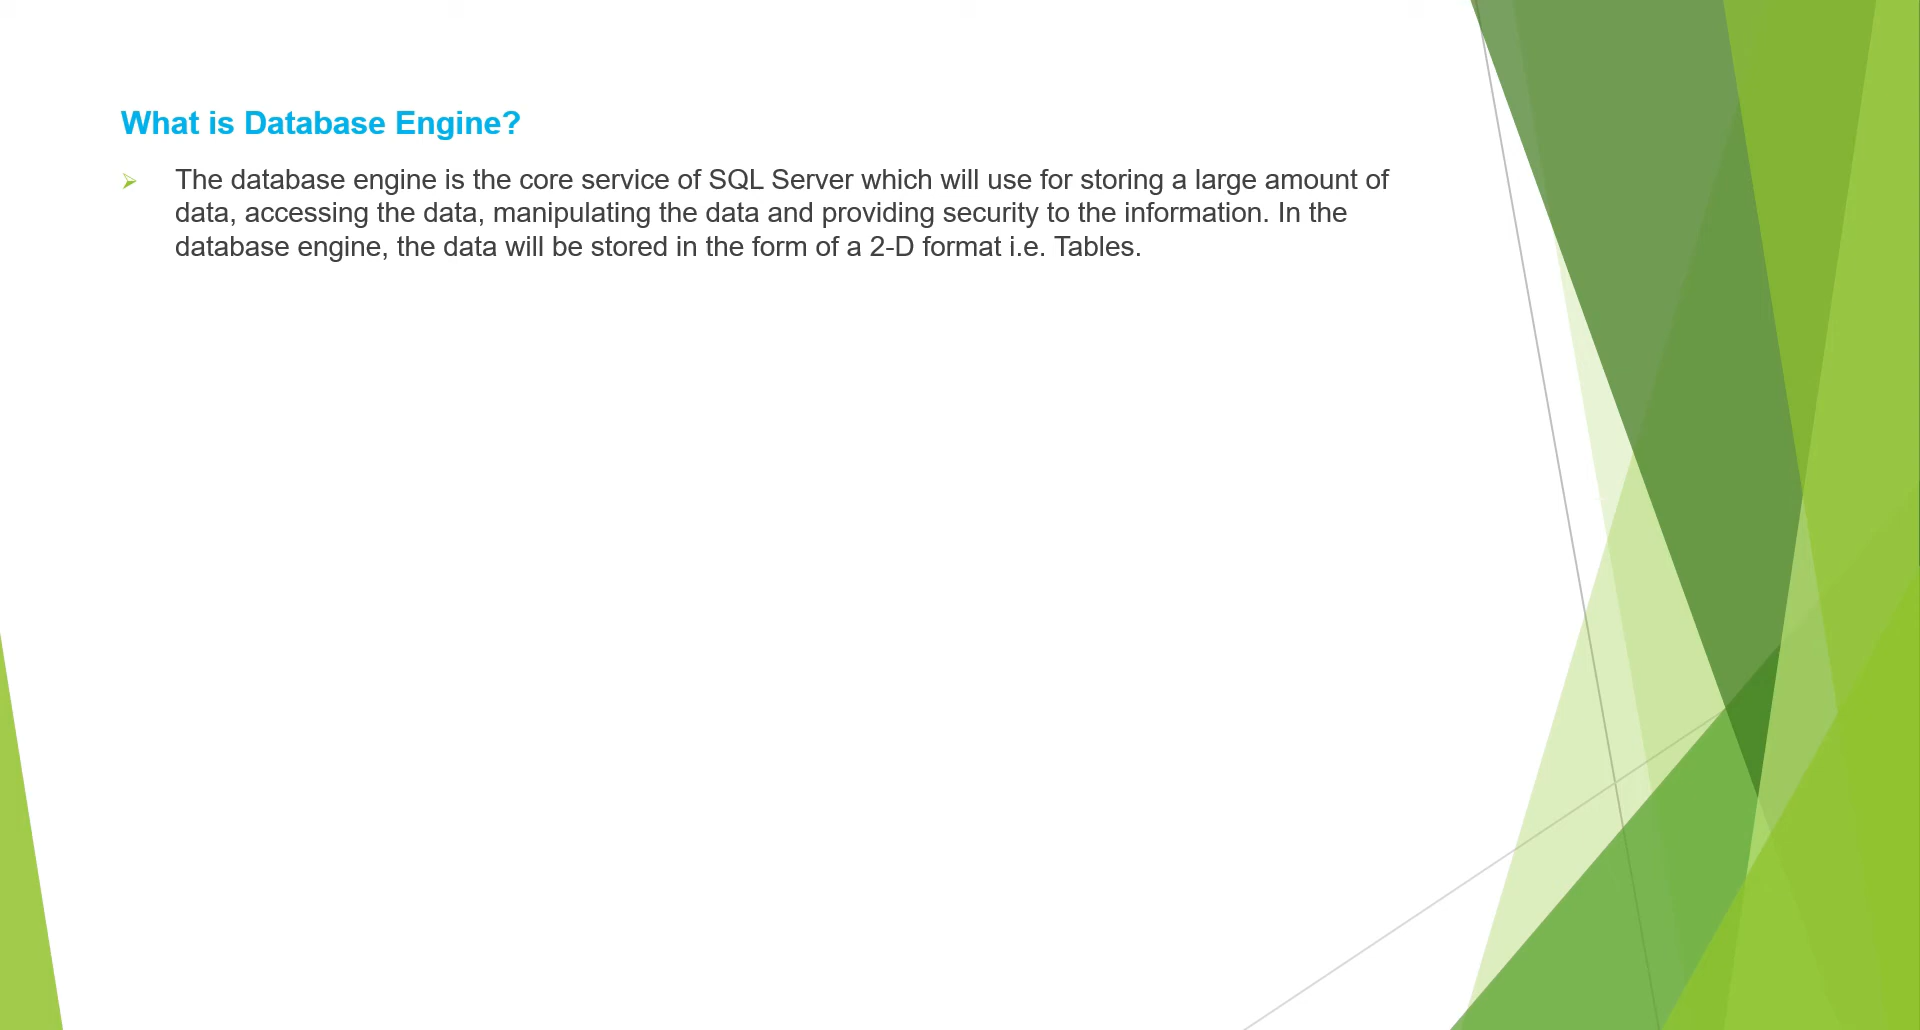 What is Database Engine?
The database engine is the core service of SQL Server which will use for storing a large amount of
data, accessing the data, manipulating the data and providing security to the information. In the
database engine, the data will be stored in the form of a 2-D format i.e. Tables.